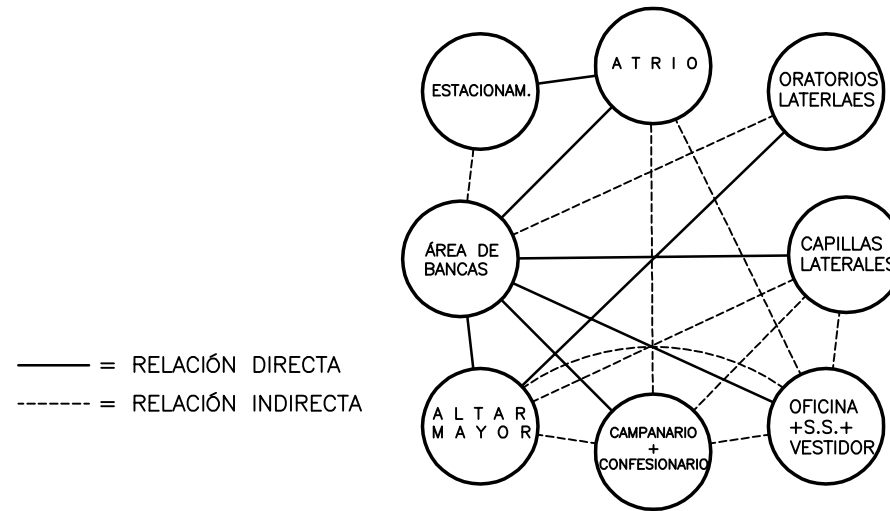 ESTACIONAM.
A T R I O
ORATORIOS
LATERLAES
ÁREA DE
BANCAS
CAPILLAS
LATERALES
= RELACIÓN DIRECTA
= RELACIÓN INDIRECTA
A L T A R
M A Y O R
CAMPANARIO
+
CONFESIONARIO
OFICINA
+S.S.+
VESTIDOR